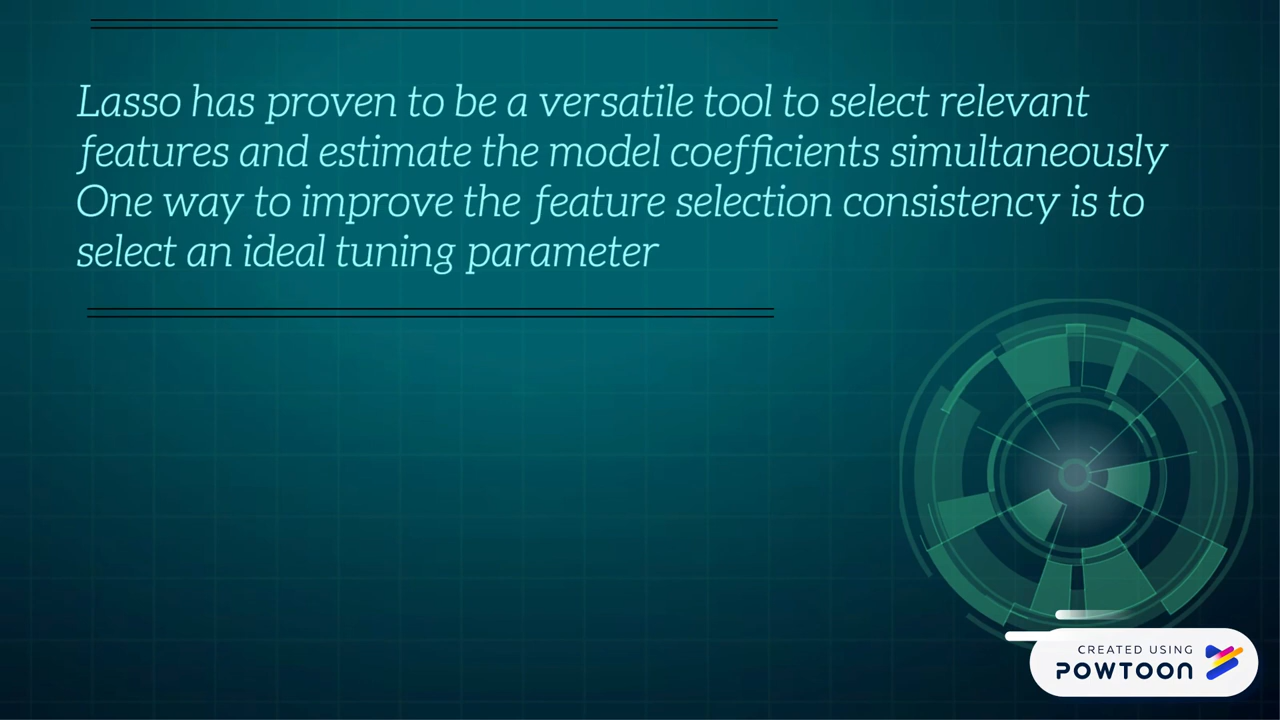 Lasso has proven to be a versatile tool to select relevant
features and estimate the model coefficients simultaneously
One way to improve the feature selection consistency is to
select an ideal tuning parameter
CREATED USING
POWTOON